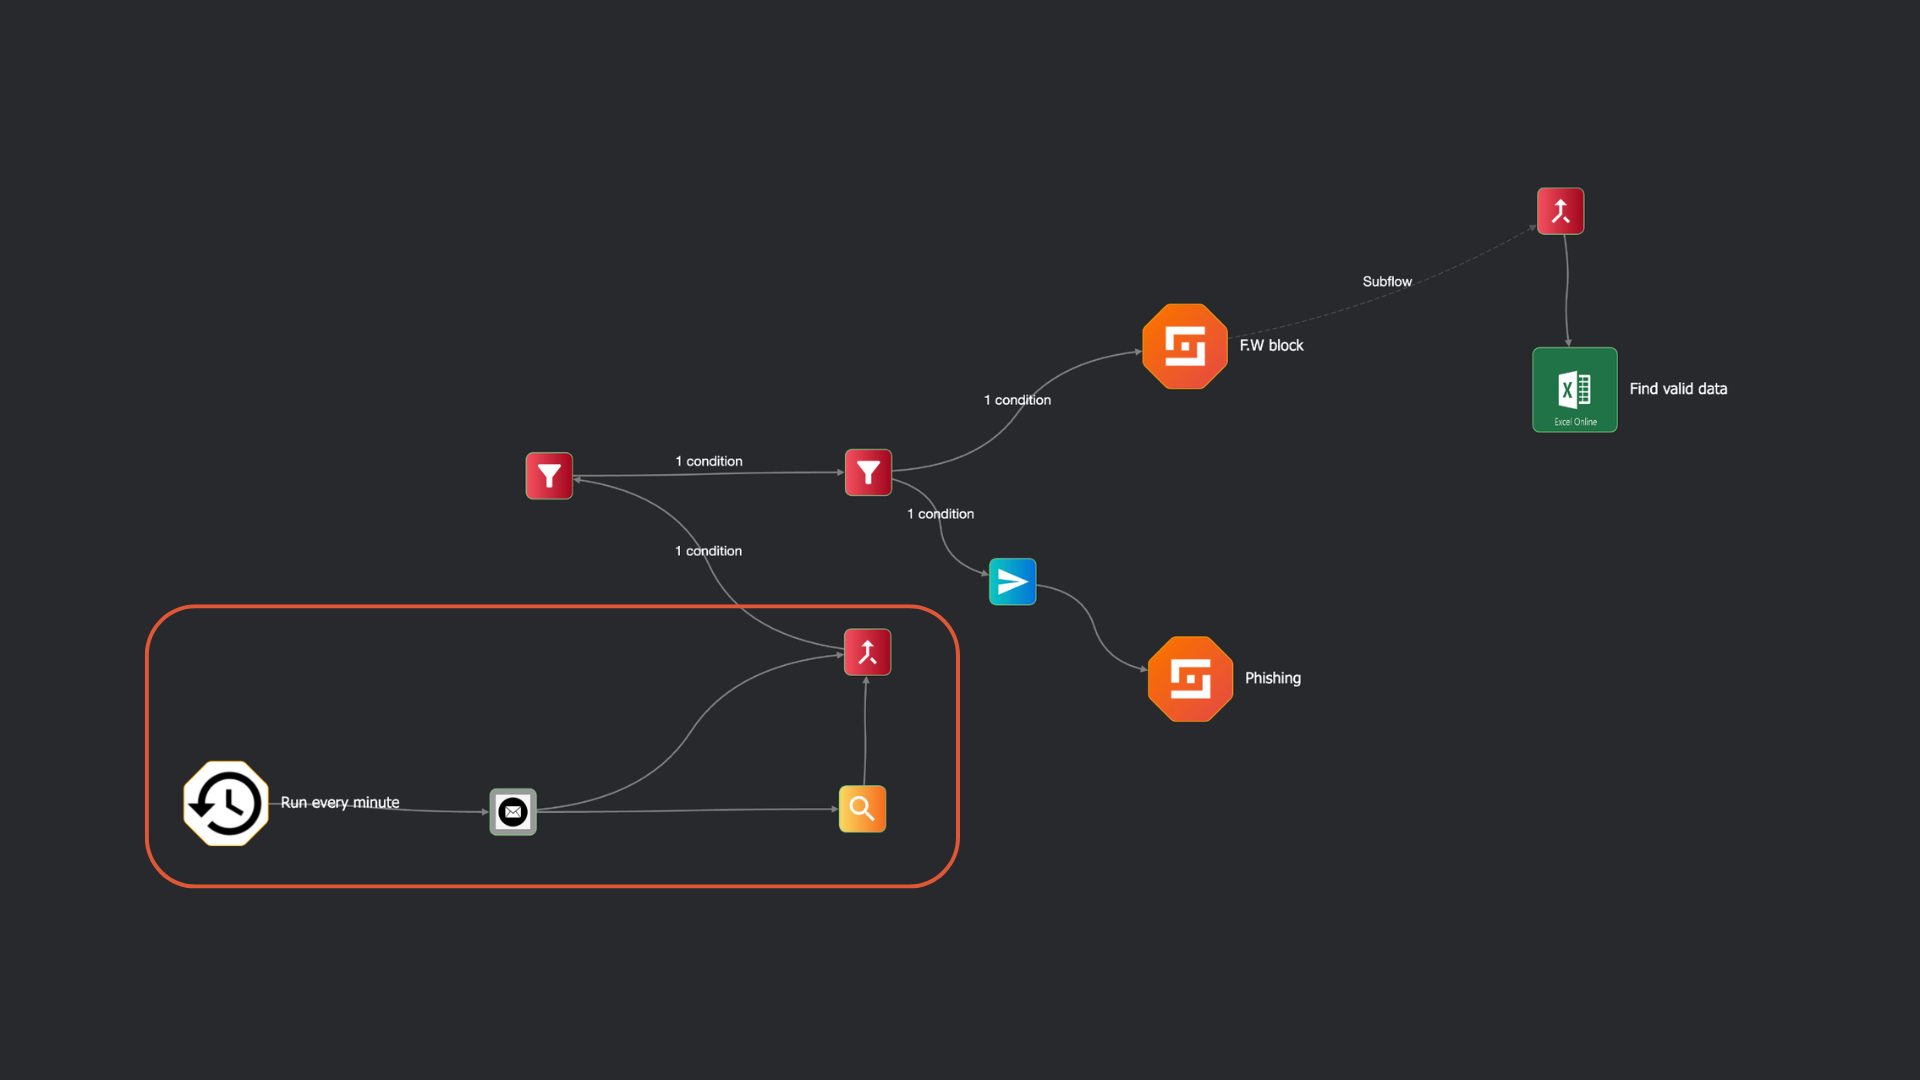 Subflow
F.W block
Find valid data
1 condition
Excel Online
1 condition
1 condition
1 condition
Phishing
Run every minute